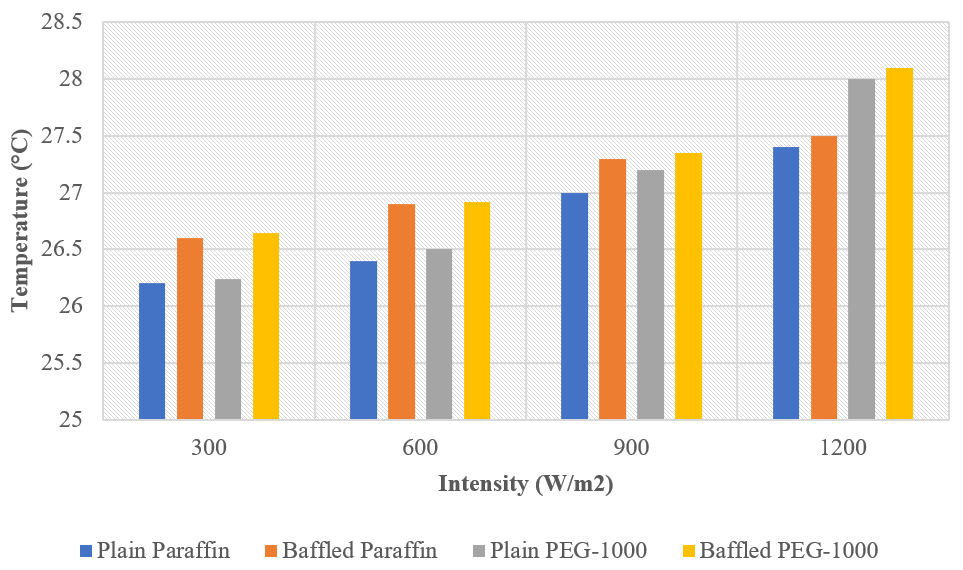 28.5
28
27.5
27
26.5
26
25.5
25
Temperature (°C)
300 600 900 1200
Intensity (W/m2)
Plain Paraffin Baffled Paraffin Plain PEG-1000 Baffled PEG-1000